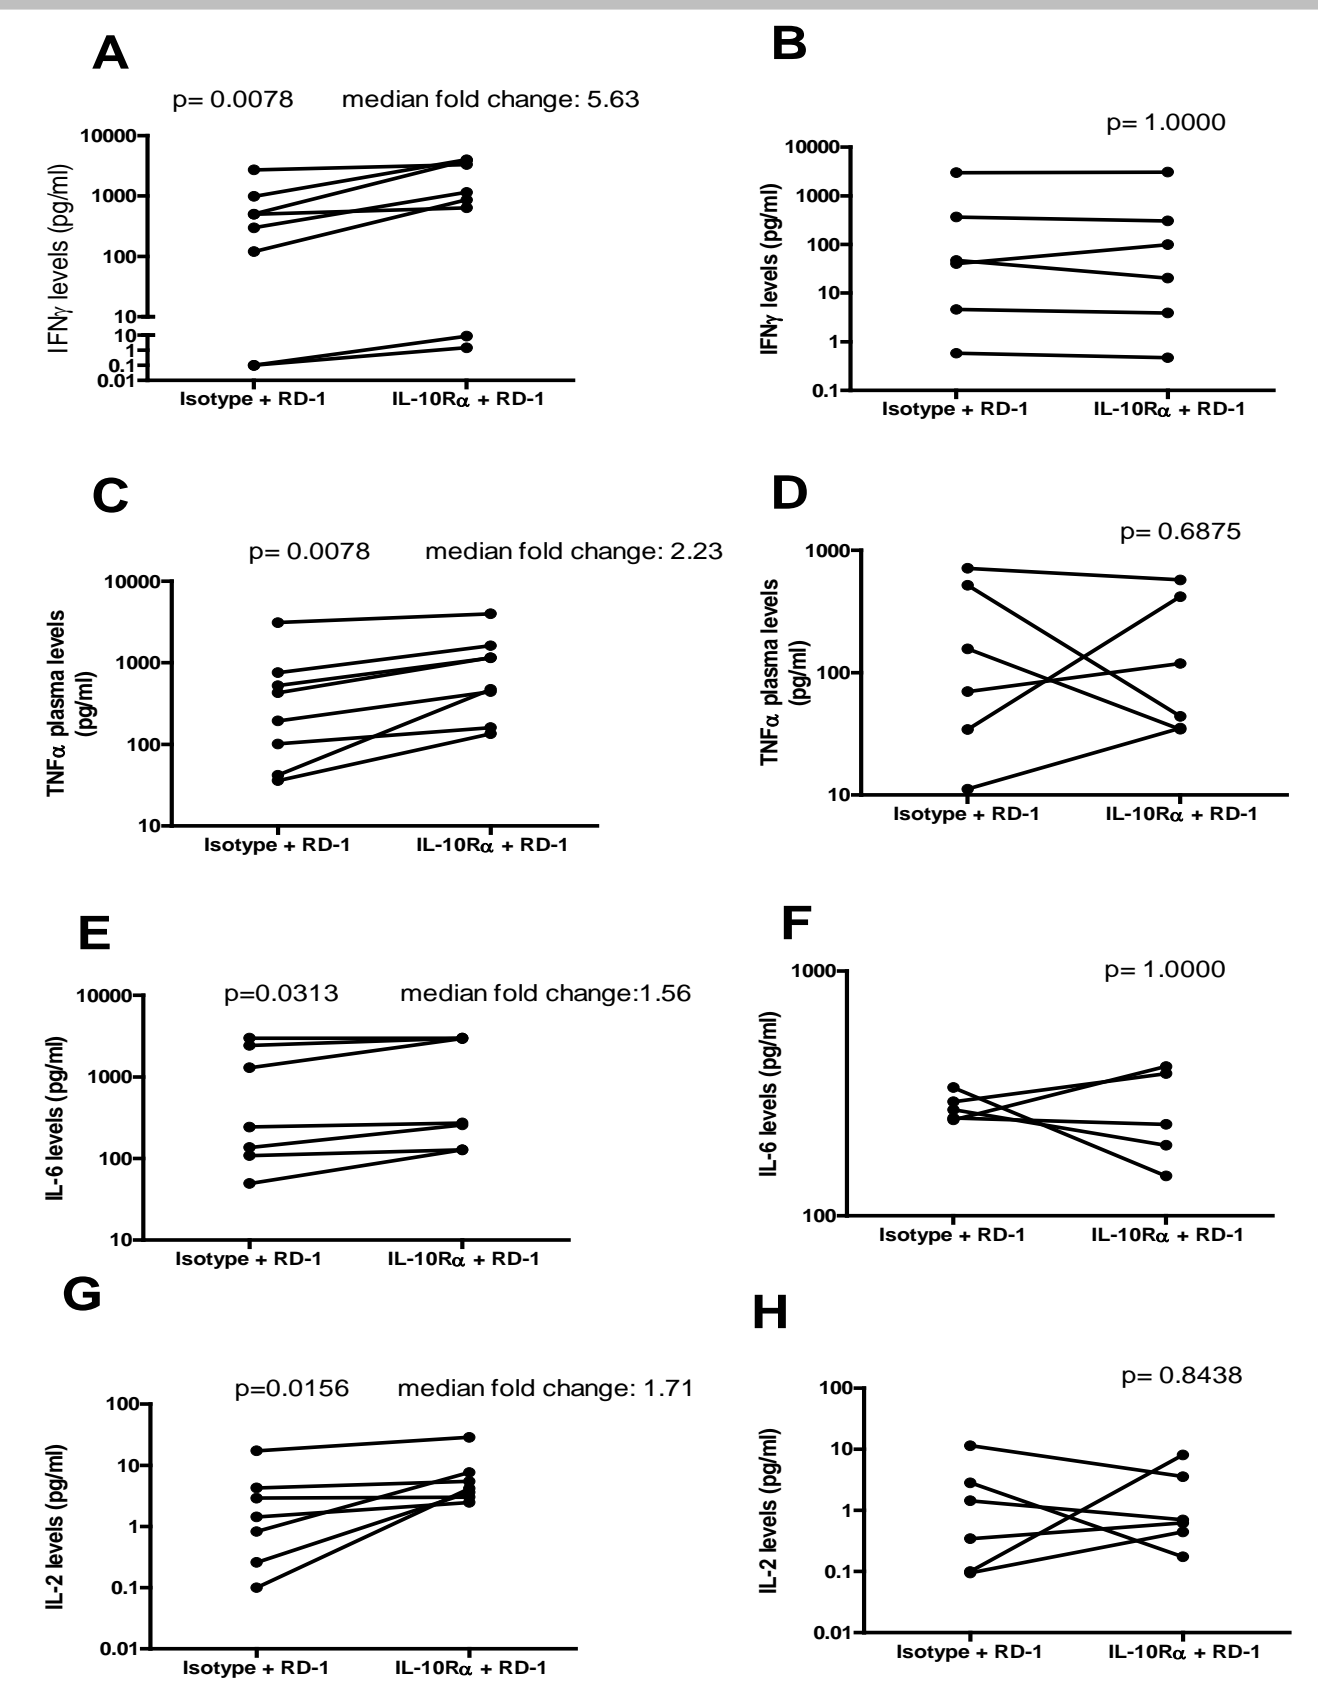 A
p= 0.0078 median fold change: 5.63
IFNγ levels (pg/ml)
10000
1000
100
10
10
1
0.1
0.01
Isotype + RD-1 IL-10Rα + RD-1
B
p= 1.0000
IFNγ levels (pg/ml)
10000
1000
100
10
1
0.1
Isotype + RD-1 IL-10Rα + RD-1
C
p= 0.0078 median fold change: 2.23
TNFα plasma levels
(pg/ml)
10000
1000
100
10
Isotype + RD-1 IL-10Rα + RD-1
D
p= 0.6875
TNFα plasma levels
(pg/ml)
1000
100
10
Isotype + RD-1 IL-10Rα + RD-1
E
p=0.0313 median fold change:1.56
IL-6 levels (pg/ml)
10000
1000
100
10
Isotype + RD-1 IL-10Rα + RD-1
F
p= 1.0000
IL-6 levels (pg/ml)
1000
100
Isotype + RD-1 IL-10Rα + RD-1
G
p=0.0156 median fold change: 1.71
IL-2 levels (pg/ml)
100
10
1
0.1
0.01
Isotype + RD-1 IL-10Rα + RD-1
H
p= 0.8438
IL-2 levels (pg/ml)
100
10
1
0.1
0.01
Isotype + RD-1 IL-10Rα + RD-1